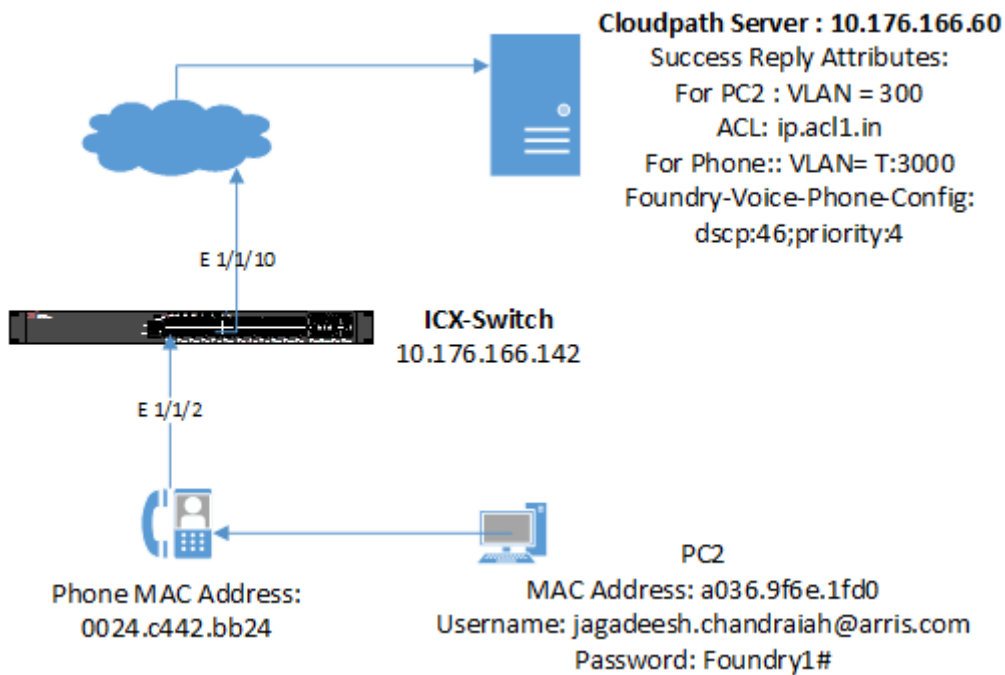 Cloudpath Server : 10.176.166.60
Success Reply Attributes:
For PC2 : VLAN = 300
ACL: ip.acl1.in
For Phone:: VLAN= T:3000
Foundry-Voice-Phone-Config:
dscp:46;priority:4
E 1/1/10
ICX-Switch
10.176.166.142
E 1/1/2
Phone MAC Address:
0024.c442.bb24
PC2
MAC Address: a036.9f6e.1fd0
Username: jagadeesh.chandraiah@arris.com
Password: Foundry1#